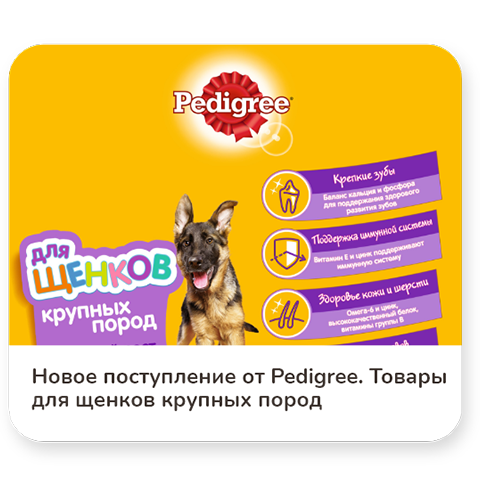 Pedigree
Крепкие зубы
Баланс кальция и фосфора
для поддержания здорового
развития зубов
Поддержка иммунной системы
Витамин Е и цинк поддерживают
иммунную систему
Здоровье кожи и шерсти
Омега-6 и цинк,
высококачественный белок,
витамины группы В
для
щенков
крупных
пород
Новое поступление от Pedigree. Товары
для щенков крупных пород